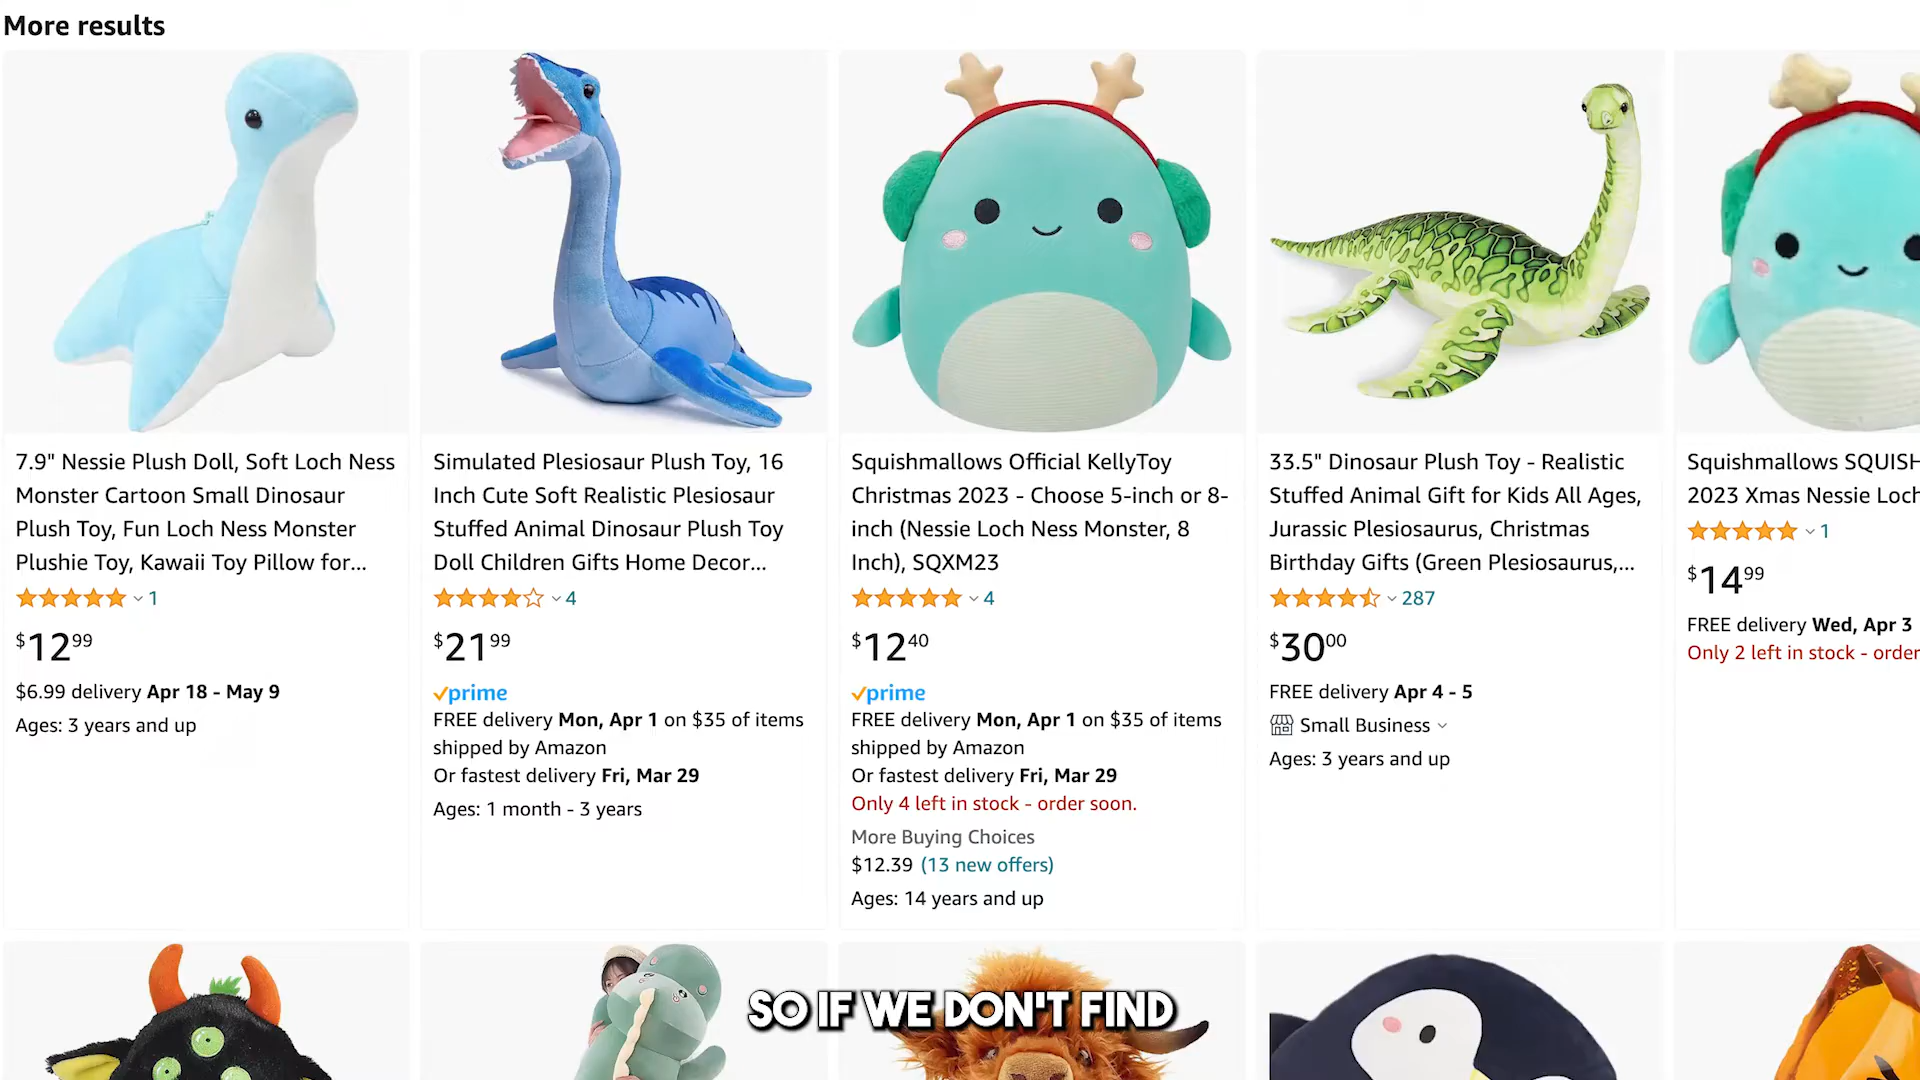 More results
7.9" Nessie Plush Doll, Soft Loch Ness
Monster Cartoon Small Dinosaur
Plush Toy, Fun Loch Ness Monster
Plushie Toy, Kawaii Toy Pillow for...
1
$12.99
$6.99 delivery Apr 18 - May 9
Ages: 3 years and up
Simulated Plesiosaur Plush Toy, 16
Inch Cute Soft Realistic Plesiosaur
Stuffed Animal Dinosaur Plush Toy
Doll Children Gifts Home Decor...
4
$21.99
prime
FREE delivery Mon, Apr 1 on $35 of items
shipped by Amazon
Or fastest delivery Fri, Mar 29
Ages: 1 month - 3 years
Squishmallows Official KellyToy
Christmas 2023 - Choose 5-inch or 8-
inch (Nessie Loch Ness Monster, 8
Inch), SQXM23
4
$12.40
prime
FREE delivery Mon, Apr 1 on $35 of items
shipped by Amazon
Or fastest delivery Fri, Mar 29
Only 4 left in stock - order soon.
More Buying Choices
$12.39 (13 new offers)
Ages: 14 years and up
33.5" Dinosaur Plush Toy - Realistic
Stuffed Animal Gift for Kids All Ages,
Jurassic Plesiosaurus, Christmas
Birthday Gifts (Green Plesiosaurus,...
287
$30.00
FREE delivery Apr 4 - 5
Small Business
Ages: 3 years and up
Squishmallows SQUISH
2023 Xmas Nessie Loch
1
$14.99
FREE delivery Wed, Apr 3
Only 2 left in stock - order
SO IF WE DON'T FIND